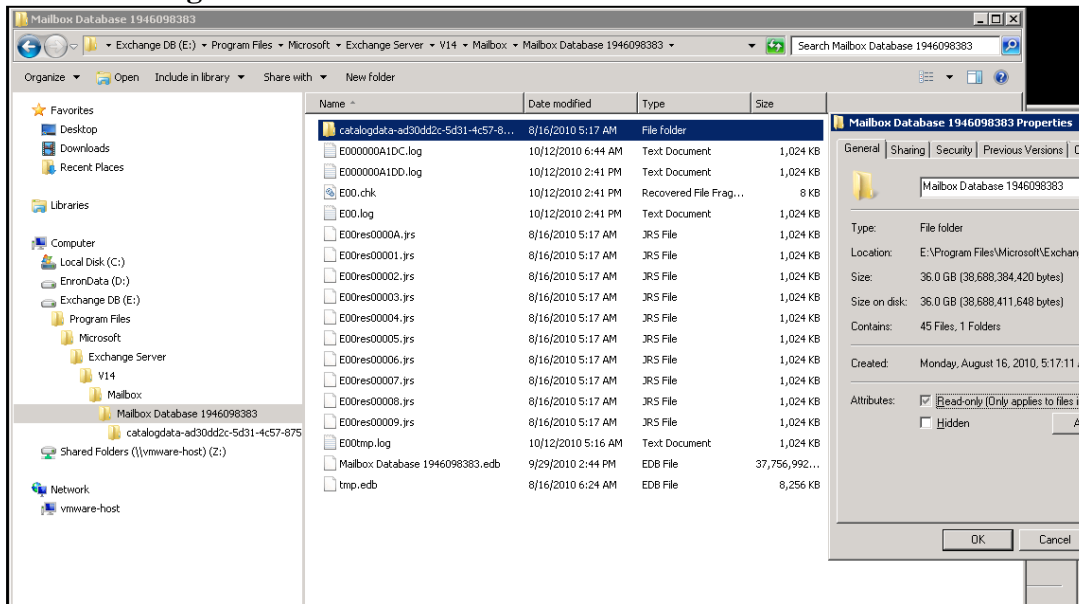 Mailbox Database 1946098383
Exchange DB (E:) Program Files Microsoft Exchange Server V14 Mailbox Mailbox Database 1946098383
Search Mailbox Database 1946098383
Organize Open Include in library Share with New folder
Favorites
Desktop
Downloads
Recent Places
Libraries
Computer
Local Disk (C:)
EnronData (D:)
Exchange DB (E:)
Program Files
Microsoft
Exchange Server
V14
Mailbox
Mailbox Database 1946098383
catalogdata-ad30dd2c-5d31-4c57-875
Shared Folders (\\vmware-host) (Z:)
Network
vmware-host
Name Date modified Type Size
catalogdata-ad30dd2c-5d31-4c57-8... 8/16/2010 5:17 AM File folder
E000000A1DC.log 10/12/2010 6:44 AM Text Document 1,024 KB
E000000A1DD.log 10/12/2010 2:41 PM Text Document 1,024 KB
E00.chk 10/12/2010 2:41 PM Recovered File Frag... 8 KB
E00.log 10/12/2010 2:41 PM Text Document 1,024 KB
E00res0000A.jrs 8/16/2010 5:17 AM JRS File 1,024 KB
E00res00001.jrs 8/16/2010 5:17 AM JRS File 1,024 KB
E00res00002.jrs 8/16/2010 5:17 AM JRS File 1,024 KB
E00res00003.jrs 8/16/2010 5:17 AM JRS File 1,024 KB
E00res00004.jrs 8/16/2010 5:17 AM JRS File 1,024 KB
E00res00005.jrs 8/16/2010 5:17 AM JRS File 1,024 KB
E00res00006.jrs 8/16/2010 5:17 AM JRS File 1,024 KB
E00res00007.jrs 8/16/2010 5:17 AM JRS File 1,024 KB
E00res00008.jrs 8/16/2010 5:17 AM JRS File 1,024 KB
E00res00009.jrs 8/16/2010 5:17 AM JRS File 1,024 KB
E00tmp.log 10/12/2010 5:16 AM Text Document 1,024 KB
Mailbox Database 1946098383.edb 9/29/2010 2:44 PM EDB File 37,756,992...
tmp.edb 8/16/2010 6:24 AM EDB File 8,256 KB
Mailbox Database 1946098383 Properties
General Sharing Security Previous Versions
Mailbox Database 1946098383
Type: File folder
Location: E:\Program Files\Microsoft\Exchan
Size: 36.0 GB (38,688,384,420 bytes)
Size on disk: 36.0 GB (38,688,411,648 bytes)
Contains: 45 Files, 1 Folders
Created: Monday, August 16, 2010, 5:17:11
Attributes: Read-only (Only applies to files i
Hidden
OK Cancel